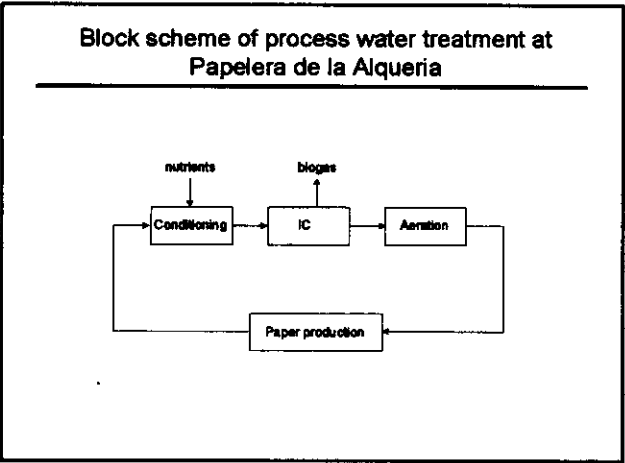 Block scheme of process water treatment at
Papelera de la Alqueria
nutrients biogas
Conditioning IC Aeration
Paper production